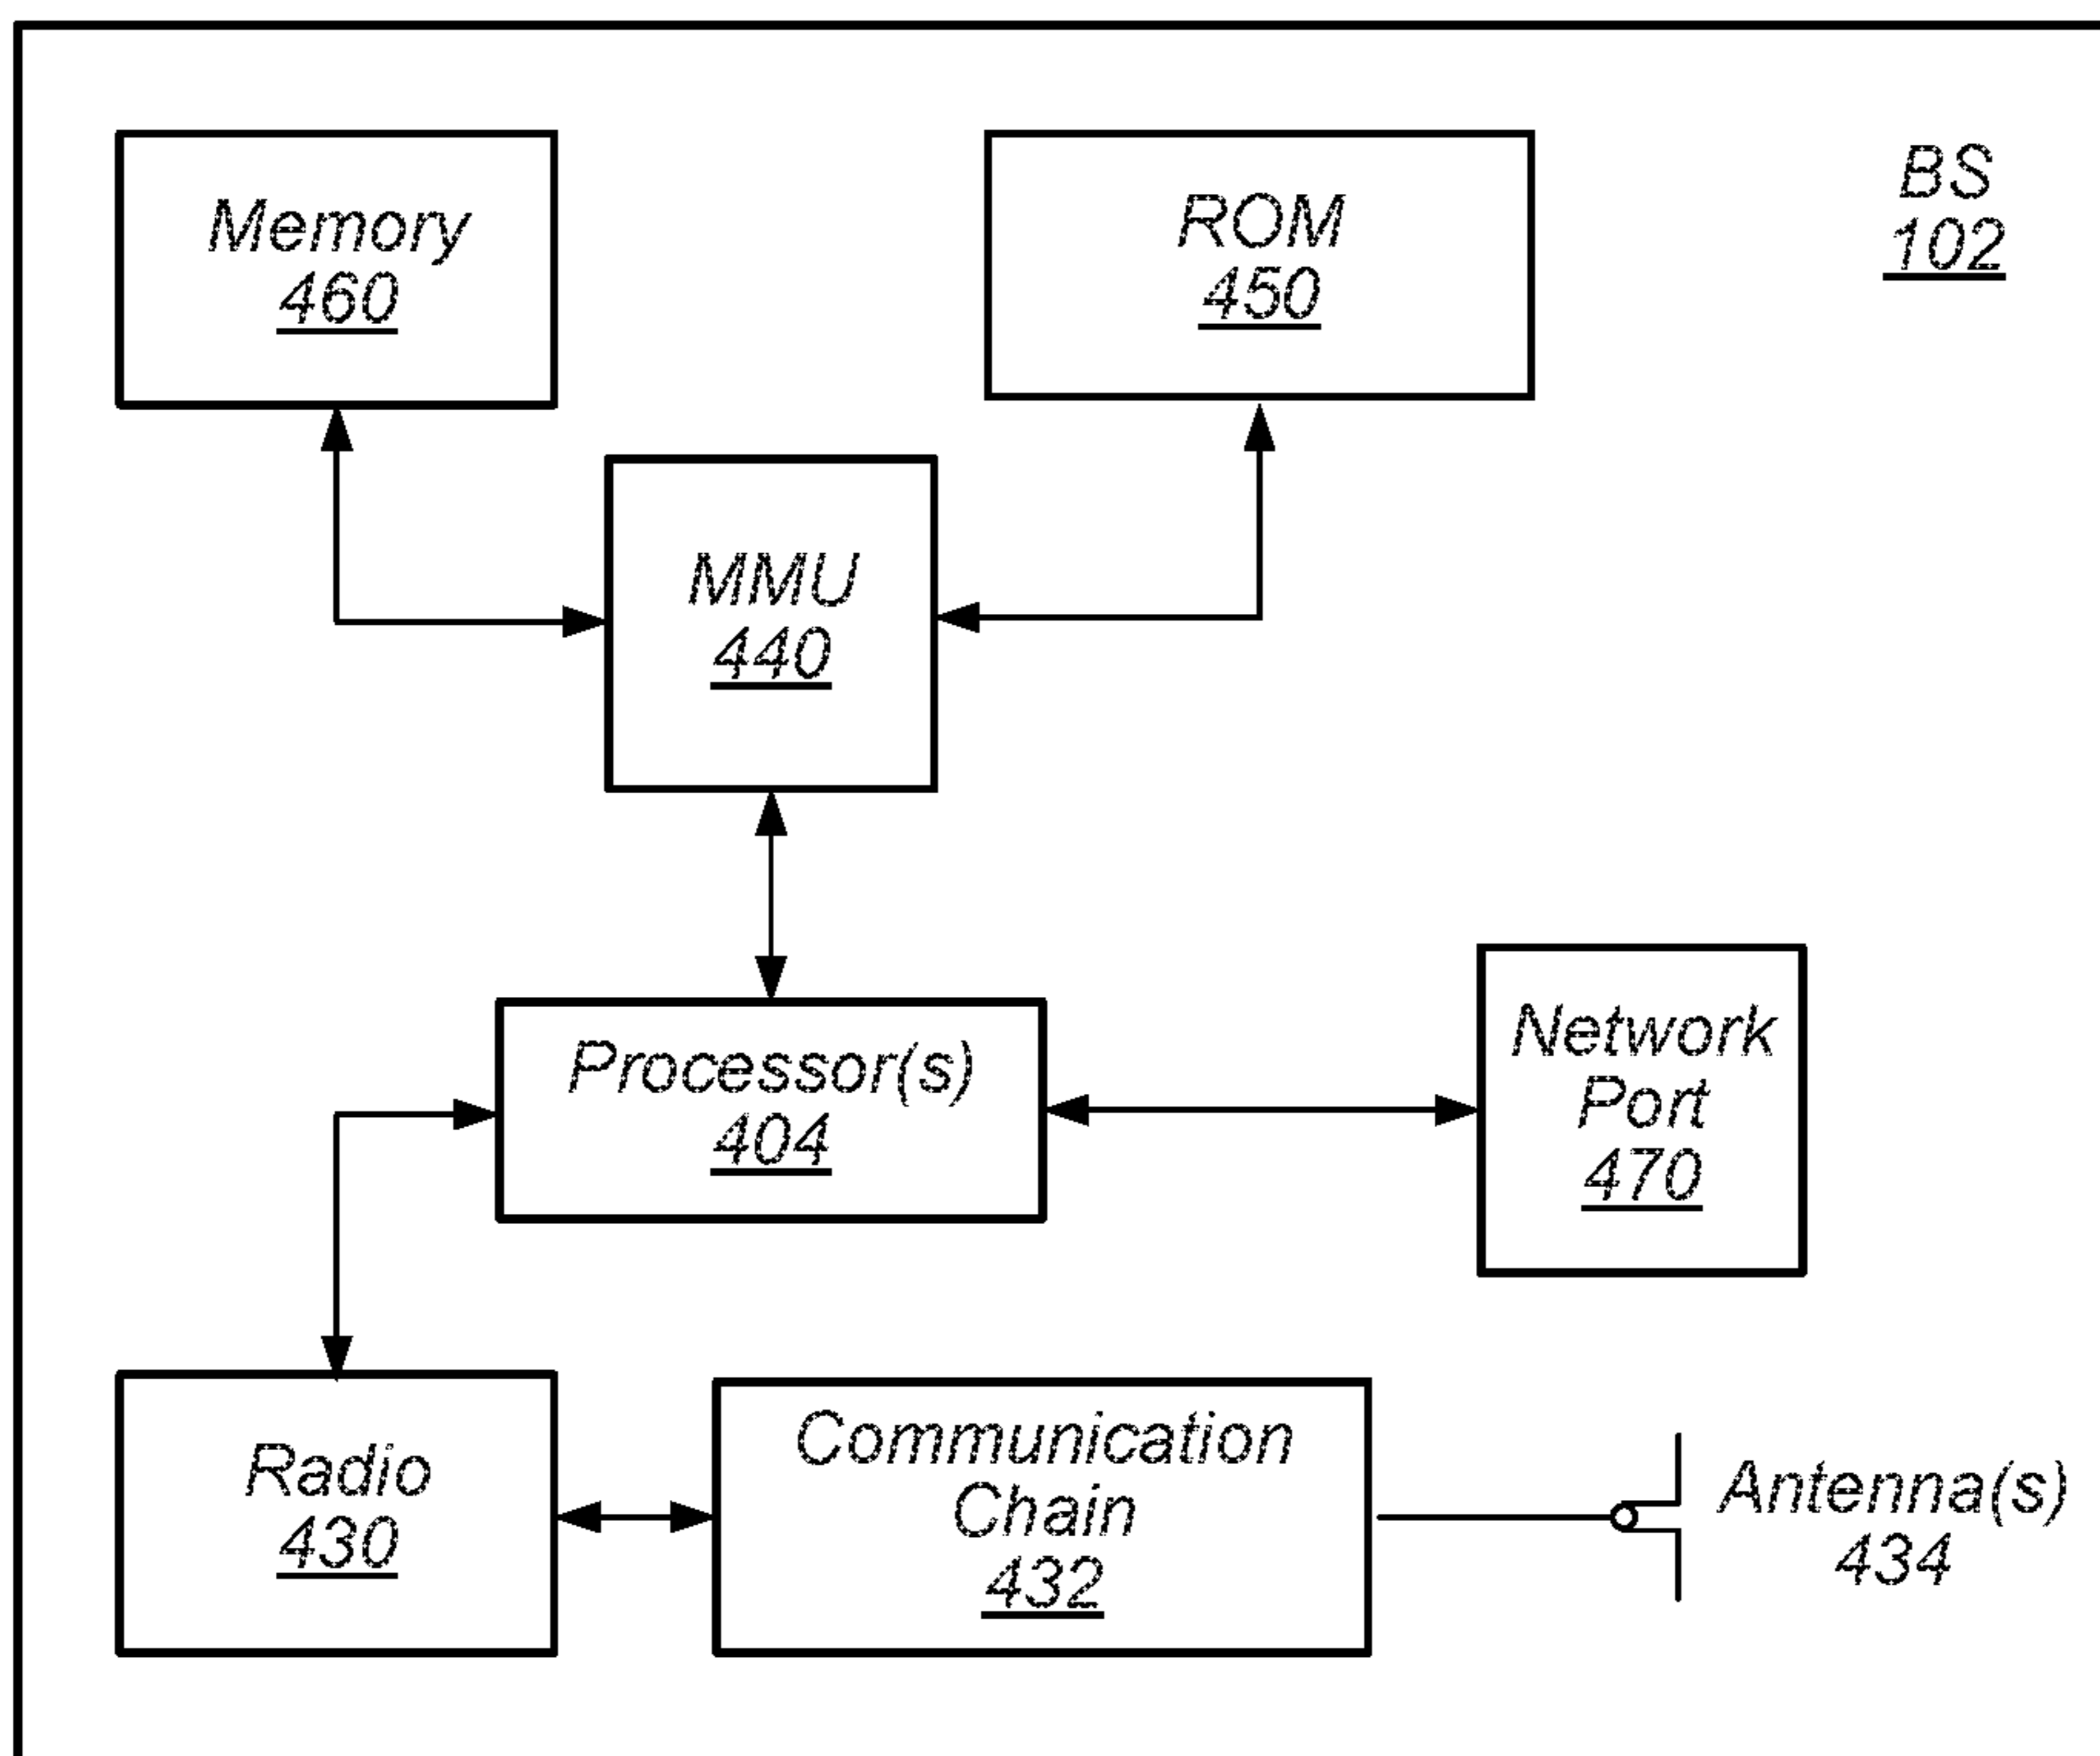 Memory
460
ROM
450
BS
102
MMU
440
Processor(s)
404
Network
Port
470
Radio
430
Communication
Chain
432
Antenna(s)
434